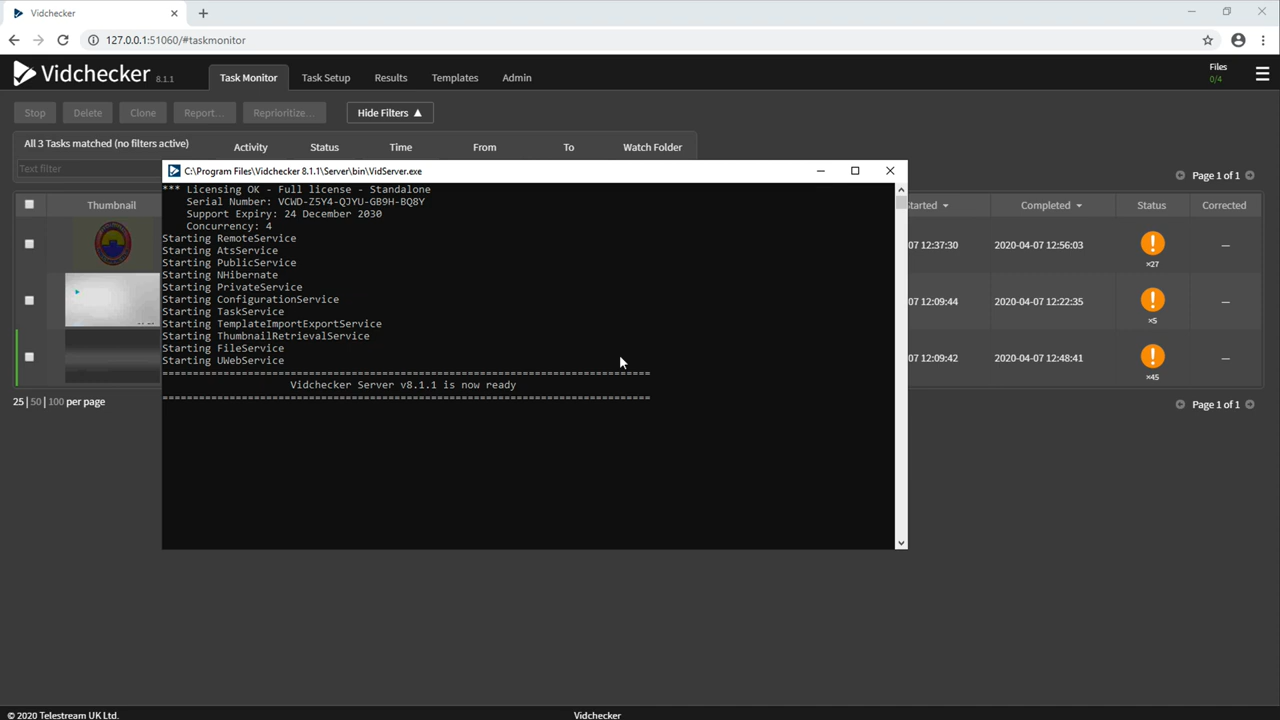 Vidchecker
127.0.0.1:51060/#taskmonitor
Vidchecker 8.1.1
Task Monitor
Task Setup
Results
Templates
Admin
Files
0/4
Stop
Delete
Clone
Report...
Reprioritize...
Hide Filters ▲
All 3 Tasks matched (no filters active)
Activity
Status
Time
From
To
Watch Folder
Text filter
C:\Program Files\Vidchecker 8.1.1\Server\bin\VidServer.exe
*** Licensing OK - Full license - Standalone
Serial Number: VCWD-Z5Y4-QJYU-GB9H-BQ8Y
Support Expiry: 24 December 2030
Concurrency: 4
Starting RemoteService
Starting AtsService
Starting PublicService
Starting NHibernate
Starting PrivateService
Starting ConfigurationService
Starting TaskService
Starting TemplateImportExportService
Starting ThumbnailRetrievalService
Starting FileService
Starting UWebService
================================================================================
Vidchecker Server v8.1.1 is now ready
================================================================================
Page 1 of 1
Thumbnail
Completed
Status
Corrected
07 12:37:30
2020-04-07 12:56:03
×27
—
07 12:09:44
2020-04-07 12:22:35
×5
—
07 12:09:42
2020-04-07 12:48:41
×45
—
25 | 50 | 100 per page
Page 1 of 1
© 2020 Telestream UK Ltd.
Vidchecker